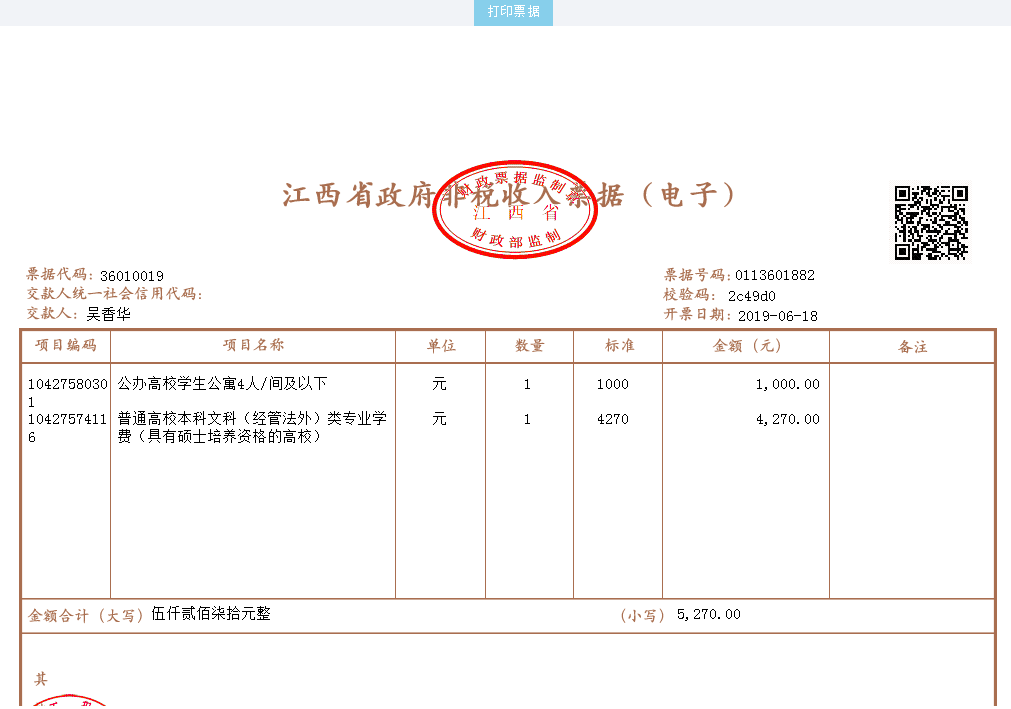 打印票据
江西省政府非税收入票据（电子）
财政票据监制章
江 西 省
财政部监制
票据代码：36010019
票据号码：0113601882
交款人统一社会信用代码：
校验码：2c49d0
交款人：吴香华
开票日期：2019-06-18
项目编码 项目名称 单位 数量 标准 金额（元） 备注
1042758030 公办高校学生公寓4人/间及以下 元 1 1000 1,000.00
1
1042757411 普通高校本科文科（经管法外）类专业学 元 1 4270 4,270.00
6 费（具有硕士培养资格的高校）
金额合计（大写）伍仟贰佰柒拾元整 （小写）5,270.00
其